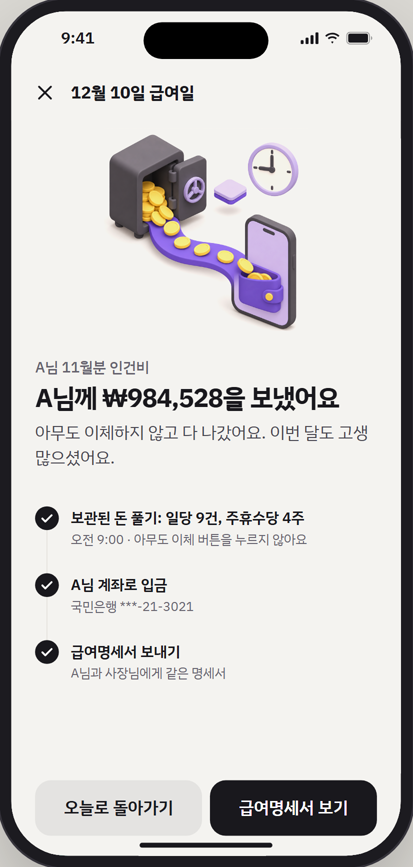 9:41
12월 10일 급여일
A님 11월분 인건비
A님께 ₩984,528을 보냈어요
아무도 이체하지 않고 다 나갔어요. 이번 달도 고생
많으셨어요.
보관된 돈 풀기: 일당 9건, 주휴수당 4주
오전 9:00 · 아무도 이체 버튼을 누르지 않아요
A님 계좌로 입금
국민은행 ***-21-3021
급여명세서 보내기
A님과 사장님에게 같은 명세서
오늘로 돌아가기
급여명세서 보기